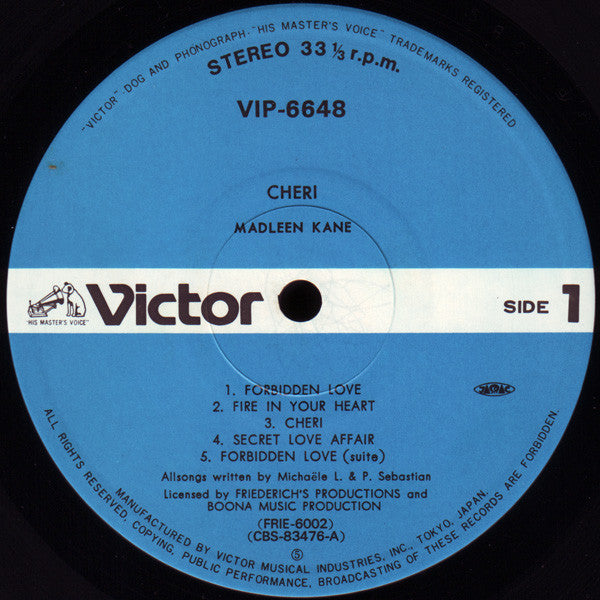 "VICTOR" DOG AND PHONOGRAPH·"HIS MASTER'S VOICE" TRADEMARKS REGISTERED
STEREO 33 ⅓ r.p.m.
VIP-6648
CHERI
MADLEEN KANE
"HIS MASTER'S VOICE"
Victor
SIDE 1
1. FORBIDDEN LOVE
2. FIRE IN YOUR HEART
3. CHERI
4. SECRET LOVE AFFAIR
5. FORBIDDEN LOVE (suite)
JASRAC
Allsongs written by Michaële L. & P. Sebastian
Licensed by FRIEDERICH'S PRODUCTIONS and
BOONA MUSIC PRODUCTION
(FRIE-6002)
(CBS-83476-A)
S
MANUFACTURED BY VICTOR MUSICAL INDUSTRIES, INC., TOKYO, JAPAN.
ALL RIGHTS RESERVED, COPYING, PUBLIC PERFORMANCE, BROADCASTING OF THESE RECORDS ARE FORBIDDEN.